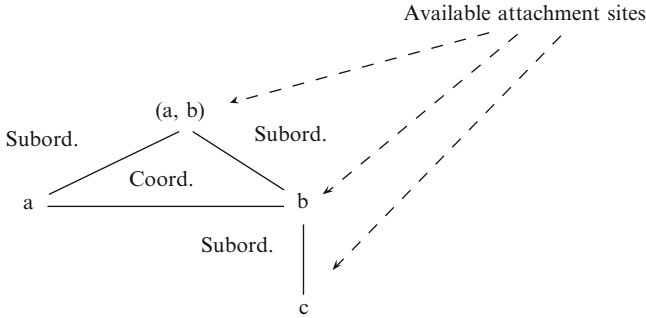 Available attachment sites
(a, b)
Subord.
Subord.
Coord.
a
b
Subord.
c